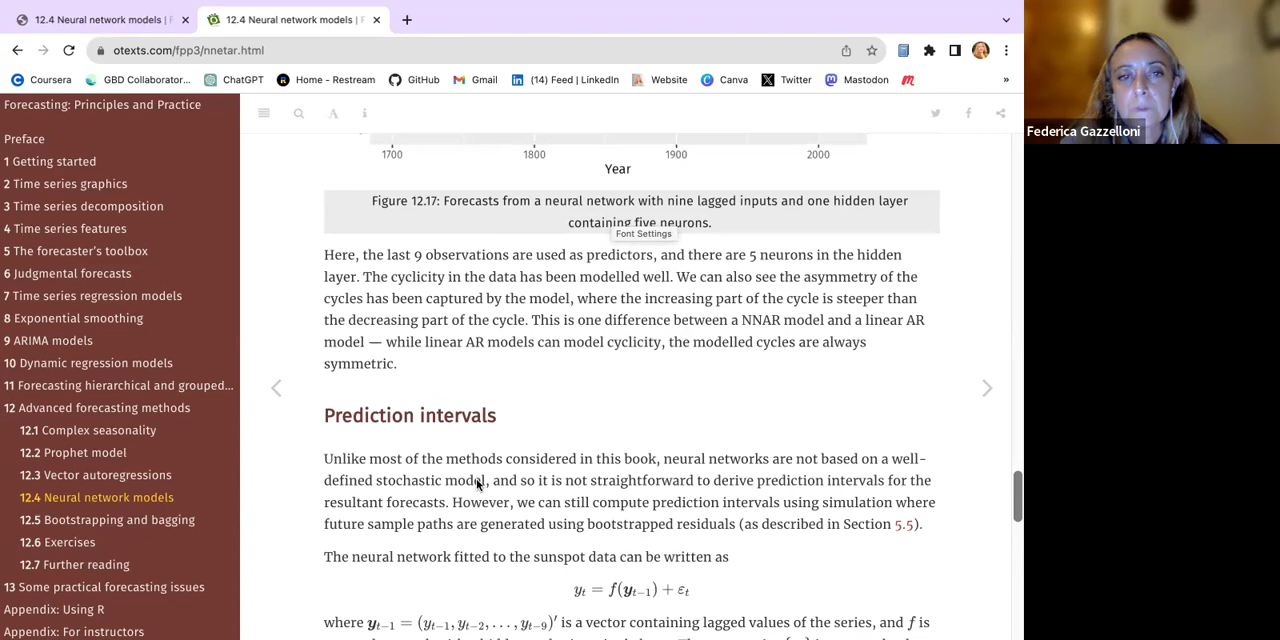 12.4 Neural network models | F
12.4 Neural network models | F
otexts.com/fpp3/nnetar.html
Coursera
GBD Collaborator...
ChatGPT
Home - Restream
GitHub
Gmail
(14) Feed | LinkedIn
Website
Canva
Twitter
Mastodon
»
Forecasting: Principles and Practice
Preface
1 Getting started
2 Time series graphics
3 Time series decomposition
4 Time series features
5 The forecaster's toolbox
6 Judgmental forecasts
7 Time series regression models
8 Exponential smoothing
9 ARIMA models
10 Dynamic regression models
11 Forecasting hierarchical and grouped...
12 Advanced forecasting methods
12.1 Complex seasonality
12.2 Prophet model
12.3 Vector autoregressions
12.4 Neural network models
12.5 Bootstrapping and bagging
12.6 Exercises
12.7 Further reading
13 Some practical forecasting issues
Appendix: Using R
Appendix: For instructors
1700 1800 1900 2000
Year
Figure 12.17: Forecasts from a neural network with nine lagged inputs and one hidden layer
containing five neurons.
Font Settings
Here, the last 9 observations are used as predictors, and there are 5 neurons in the hidden
layer. The cyclicity in the data has been modelled well. We can also see the asymmetry of the
cycles has been captured by the model, where the increasing part of the cycle is steeper than
the decreasing part of the cycle. This is one difference between a NNAR model and a linear AR
model — while linear AR models can model cyclicity, the modelled cycles are always
symmetric.
Prediction intervals
Unlike most of the methods considered in this book, neural networks are not based on a well-
defined stochastic model, and so it is not straightforward to derive prediction intervals for the
resultant forecasts. However, we can still compute prediction intervals using simulation where
future sample paths are generated using bootstrapped residuals (as described in Section 5.5).
The neural network fitted to the sunspot data can be written as
yₜ = f(yₜ₋₁) + εₜ
where yₜ₋₁ = (yₜ₋₁, yₜ₋₂, . . . , yₜ₋₉)′ is a vector containing lagged values of the series, and f is
Federica Gazzelloni